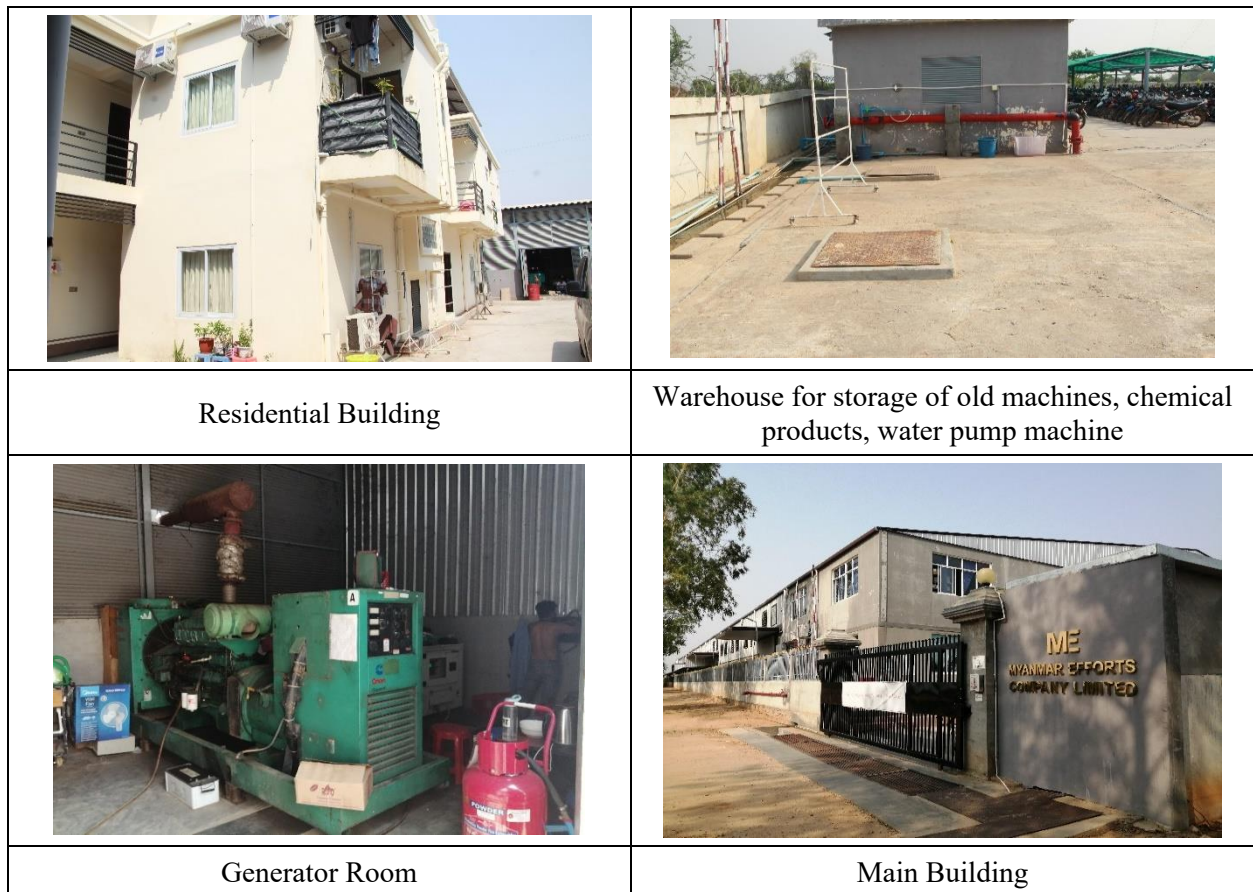 Residential Building
Warehouse for storage of old machines, chemical
products, water pump machine
A
POWDER
Generator Room
ME
MYANMAR EFFORTS
COMPANY LIMITED
Main Building